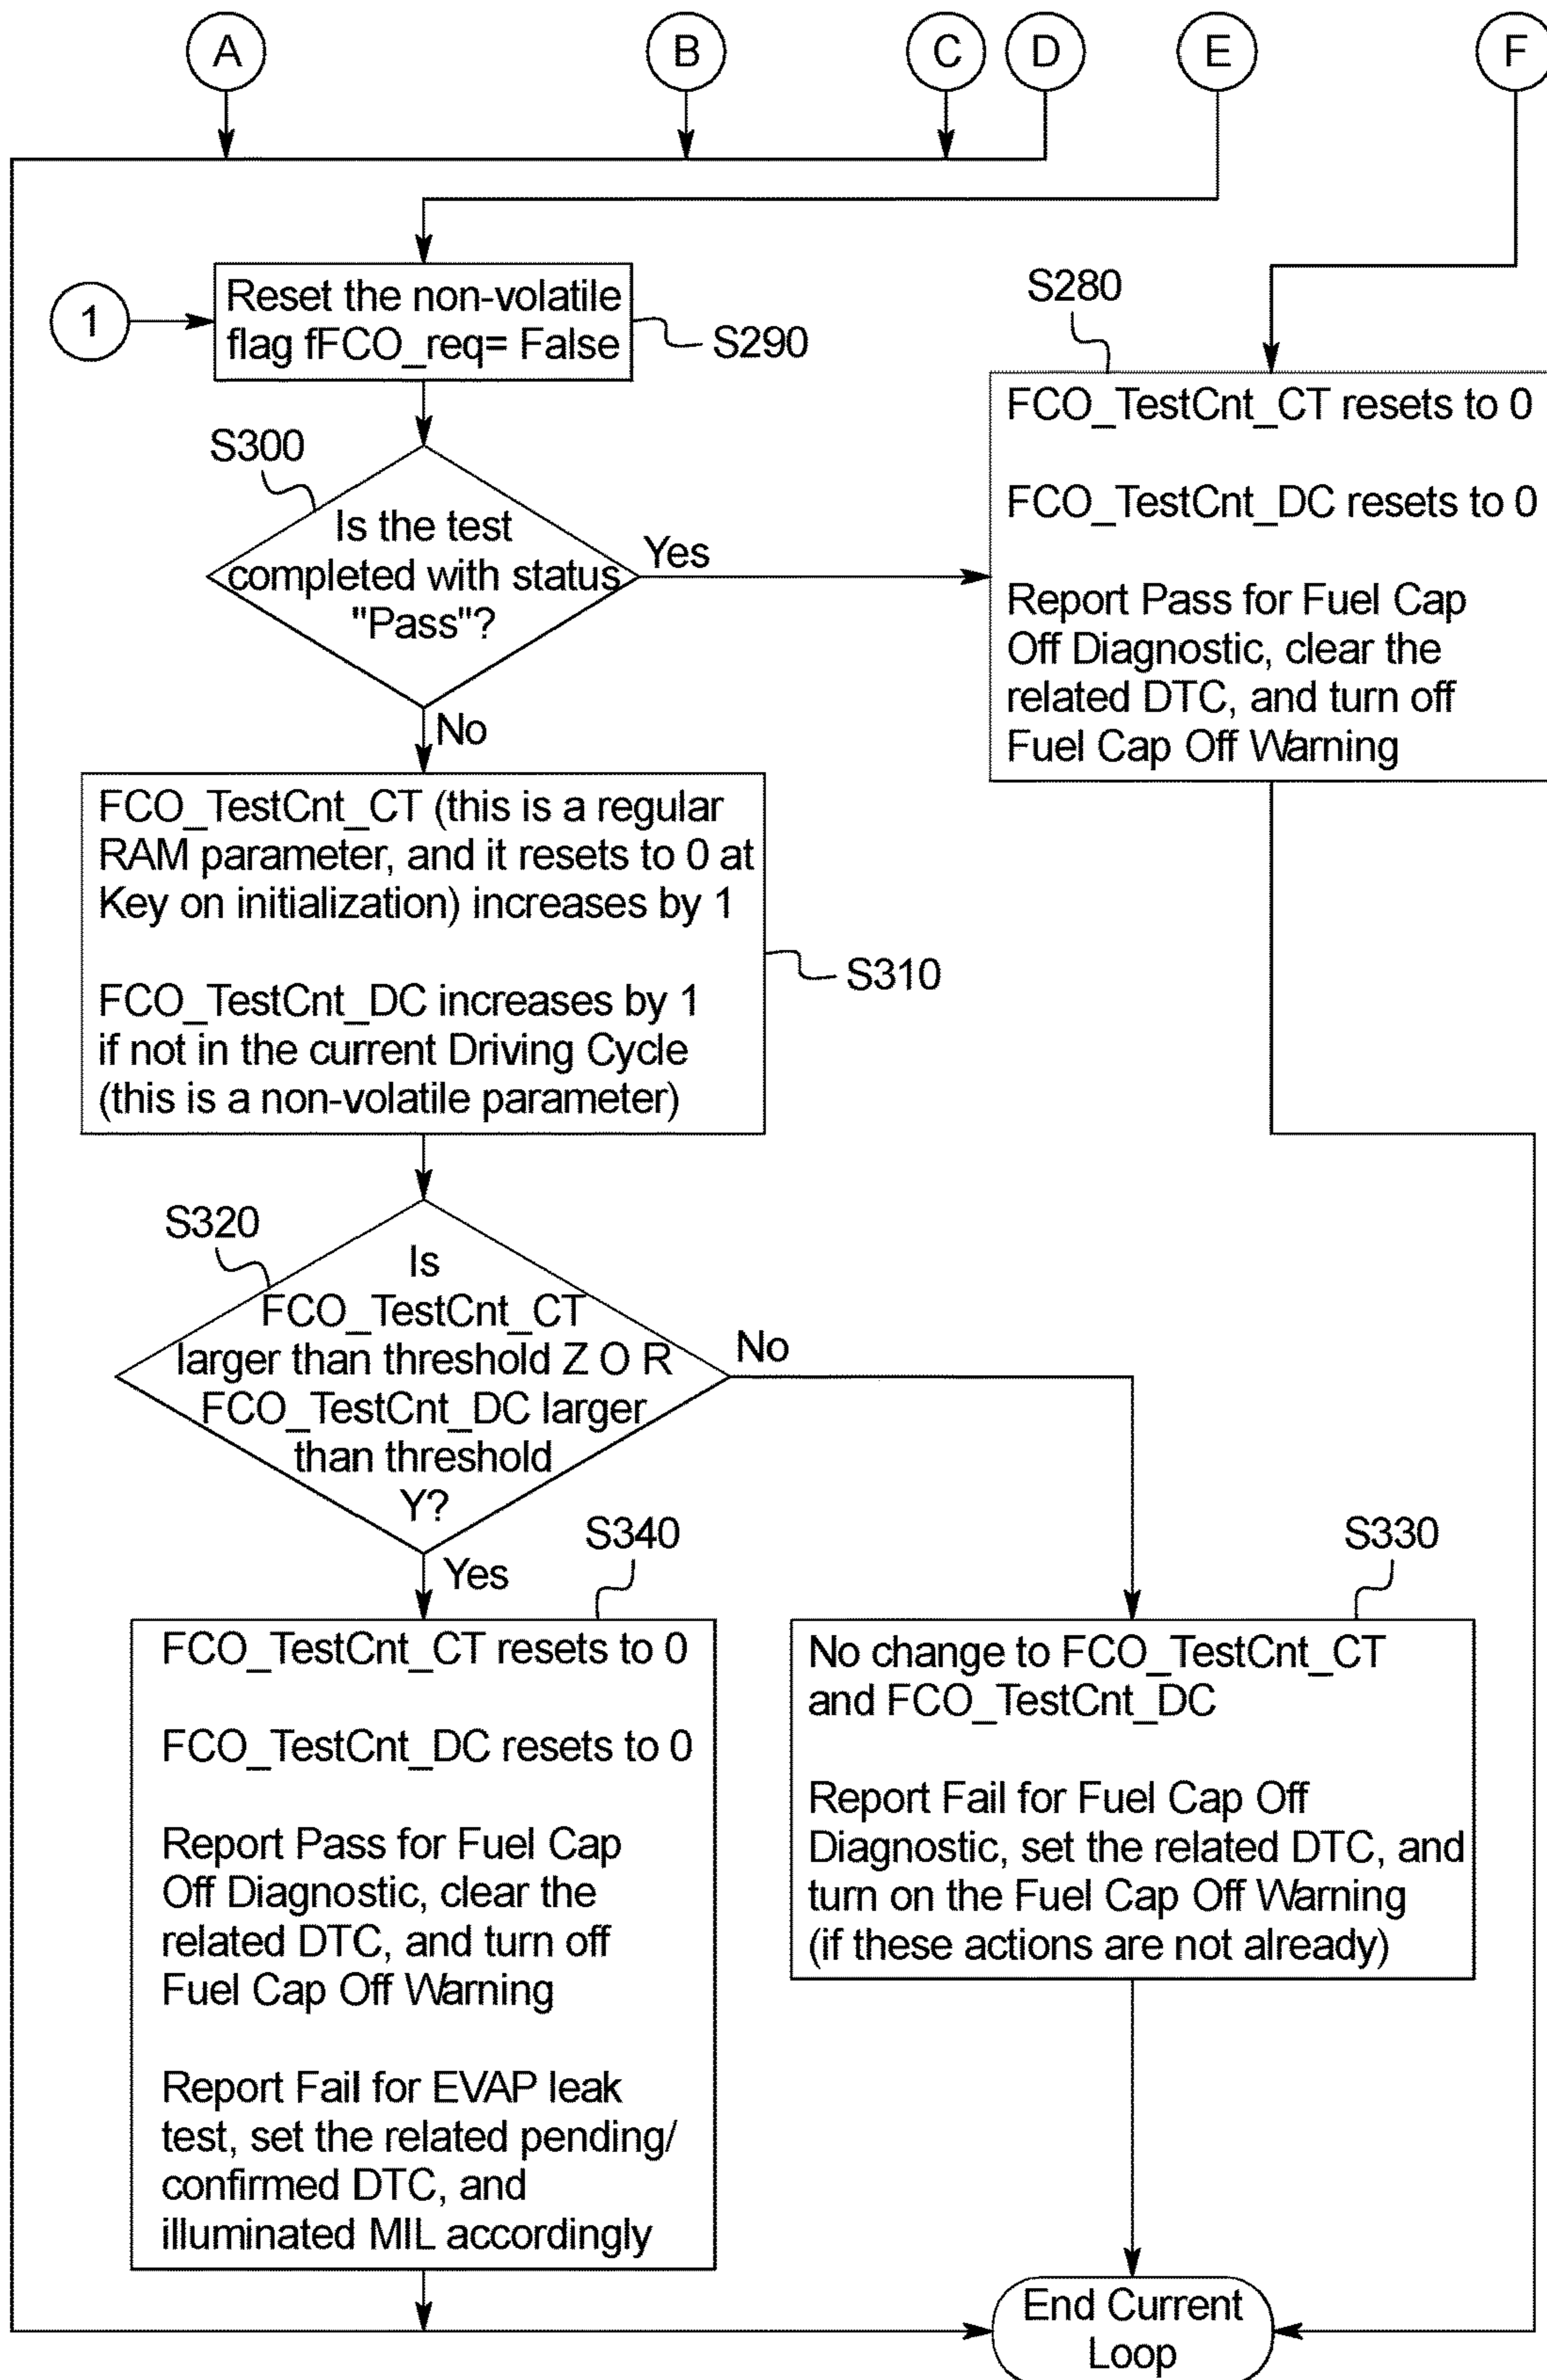 A
B
C
D
E
F
1
Reset the non-volatile
flag fFCO_req= False
S290
S280
FCO_TestCnt_CT resets to 0
FCO_TestCnt_DC resets to 0
Report Pass for Fuel Cap
Off Diagnostic, clear the
related DTC, and turn off
Fuel Cap Off Warning
S300
Is the test
completed with status
"Pass"?
Yes
No
FCO_TestCnt_CT (this is a regular
RAM parameter, and it resets to 0 at
Key on initialization) increases by 1
FCO_TestCnt_DC increases by 1
if not in the current Driving Cycle
(this is a non-volatile parameter)
S310
S320
Is
FCO_TestCnt_CT
larger than threshold Z O R
FCO_TestCnt_DC larger
than threshold
Y?
No
Yes
S340
FCO_TestCnt_CT resets to 0
FCO_TestCnt_DC resets to 0
Report Pass for Fuel Cap
Off Diagnostic, clear the
related DTC, and turn off
Fuel Cap Off Warning
Report Fail for EVAP leak
test, set the related pending/
confirmed DTC, and
illuminated MIL accordingly
S330
No change to FCO_TestCnt_CT
and FCO_TestCnt_DC
Report Fail for Fuel Cap Off
Diagnostic, set the related DTC, and
turn on the Fuel Cap Off Warning
(if these actions are not already)
End Current
Loop